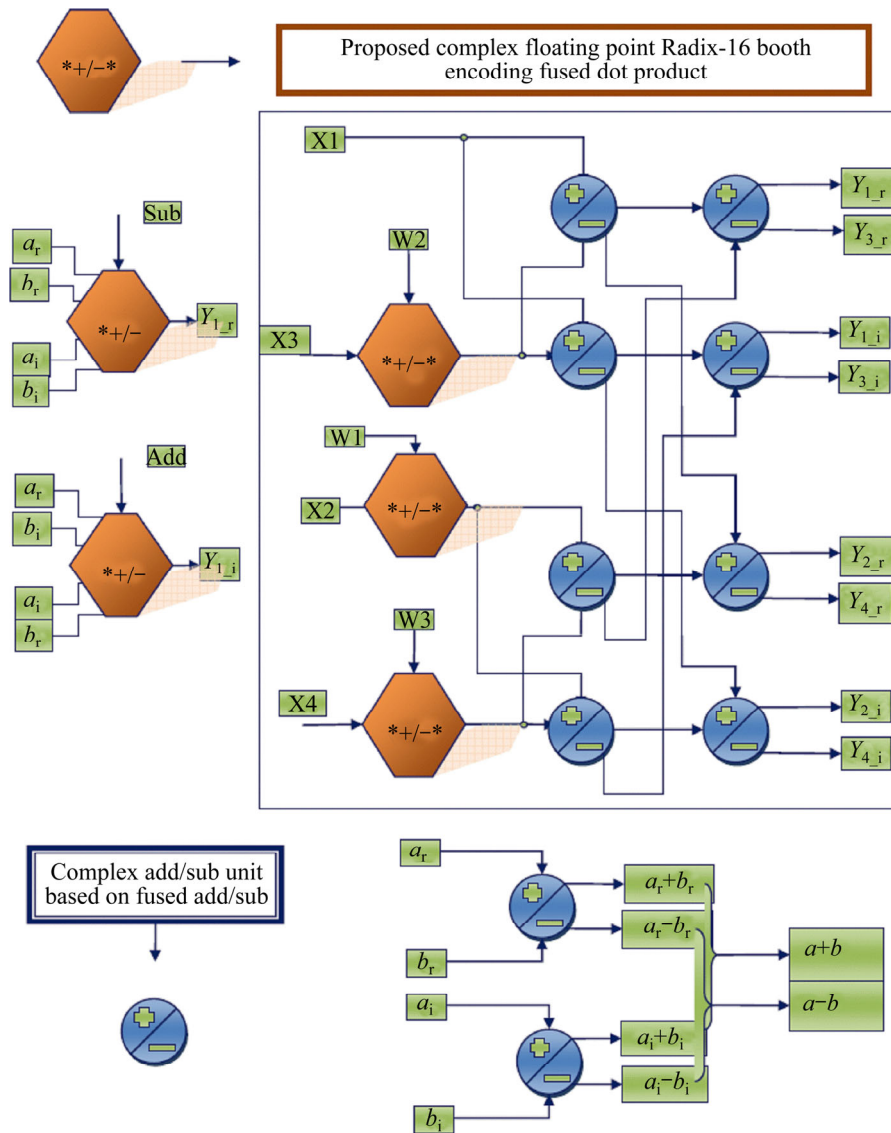 *+/−*
Proposed complex floating point Radix-16 booth
encoding fused dot product
X1
Y1_r
Y3_r
Sub
ar
br
*+/−
Y1_r
ai
bi
W2
X3
*+/−*
Y1_i
Y3_i
W1
X2
*+/−*
Add
ar
bi
*+/−
Y1_i
ai
br
Y2_r
Y4_r
W3
X4
*+/−*
Y2_i
Y4_i
Complex add/sub unit
based on fused add/sub
ar
br
ar+br
ar−br
ai
bi
ai+bi
ai−bi
a+b
a−b